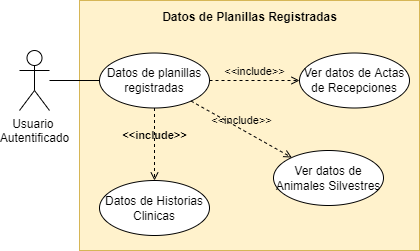 Datos de Planillas Registradas
Datos de planillas
registradas
<<include>>
Ver datos de Actas
de Recepciones
Usuario
Autentificado
<<include>>
<<include>>
Ver datos de
Animales Silvestres
Datos de Historias
Clinicas